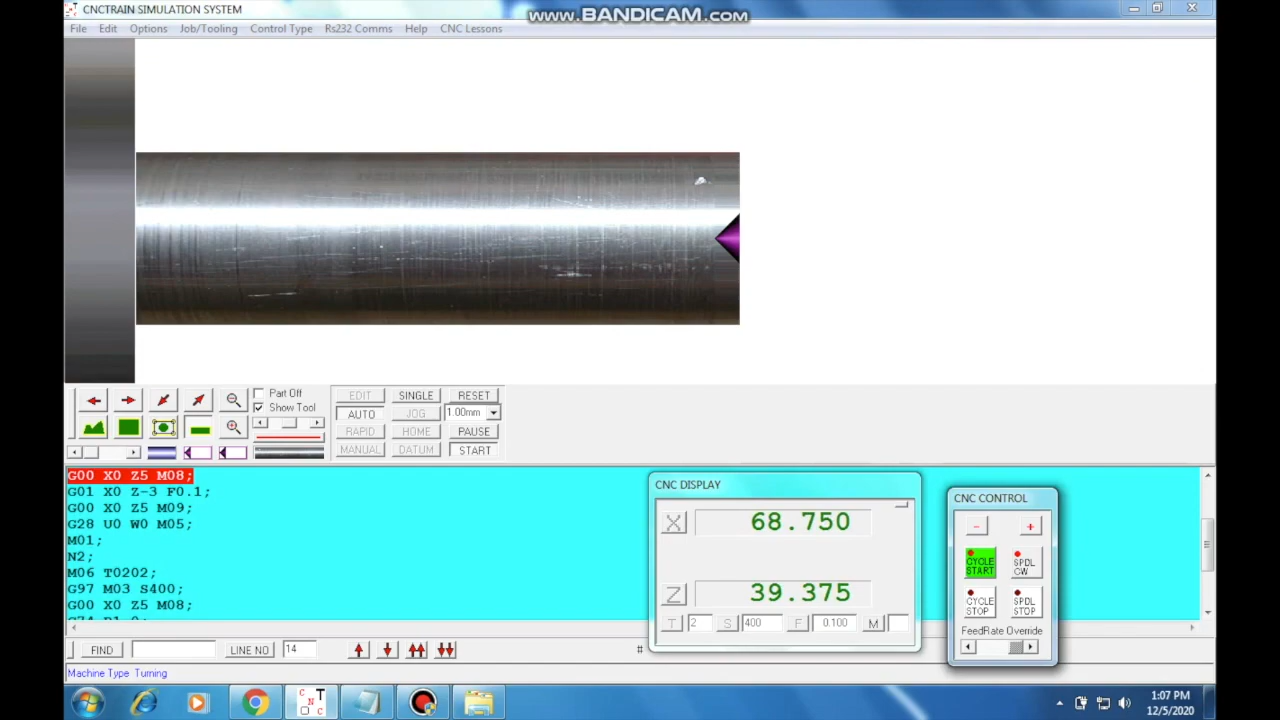 CNCTRAIN SIMULATION SYSTEM
www.BANDICAM.com
File Edit Options Job/Tooling Control Type Rs232 Comms Help CNC Lessons
Part Off
Show Tool
EDIT SINGLE RESET
AUTO JOG 1.00mm
RAPID HOME PAUSE
MANUAL DATUM START
G00 X0 Z5 M08;
G01 X0 Z-3 F0.1;
G00 X0 Z5 M09;
G28 U0 W0 M05;
M01;
N2;
M06 T0202;
G97 M03 S400;
G00 X0 Z5 M08;
CNC DISPLAY
X 68.750
Z 39.375
T 2 S 400 F 0.100 M
CNC CONTROL
- +
CYCLE START
SPDL CW
CYCLE STOP
SPDL STOP
FeedRate Override
FIND LINE NO 14 #
Machine Type Turning
CNTC
1:07 PM
12/5/2020